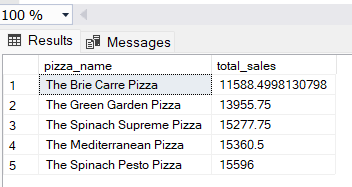 100 %
Results Messages
pizza_name total_sales
1 The Brie Carre Pizza 11588.4998130798
2 The Green Garden Pizza 13955.75
3 The Spinach Supreme Pizza 15277.75
4 The Mediterranean Pizza 15360.5
5 The Spinach Pesto Pizza 15596